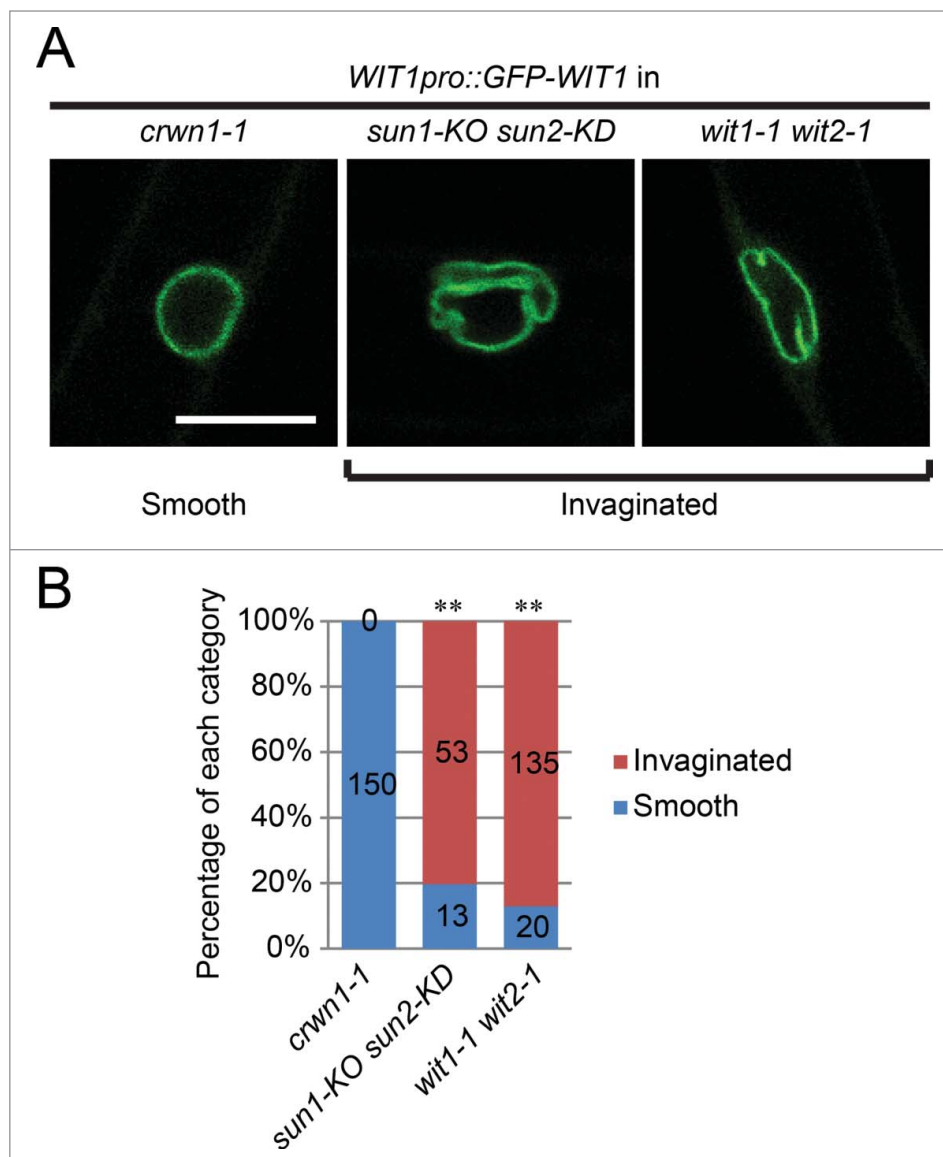 A
WIT1pro::GFP-WIT1 in
crwn1-1 sun1-KO sun2-KD wit1-1 wit2-1
Smooth Invaginated
B
** **
100%
80%
60%
40%
20%
0%
Percentage of each category
0
150
53
13
135
20
Invaginated
Smooth
crwn1-1
sun1-KO sun2-KD
wit1-1 wit2-1